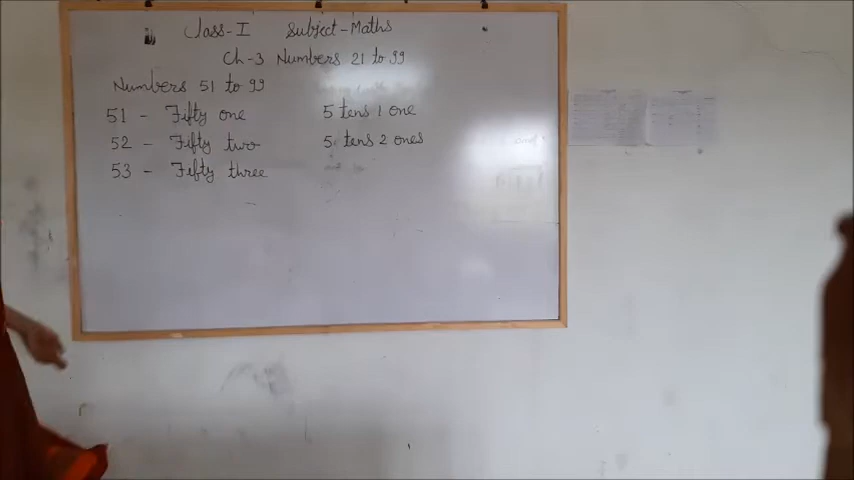 Class-I Subject-Maths
Ch-3 Numbers 21 to 99
Numbers 51 to 99
51 - Fifty one 5 tens 1 one
52 - Fifty two 5 tens 2 ones
53 - Fifty three